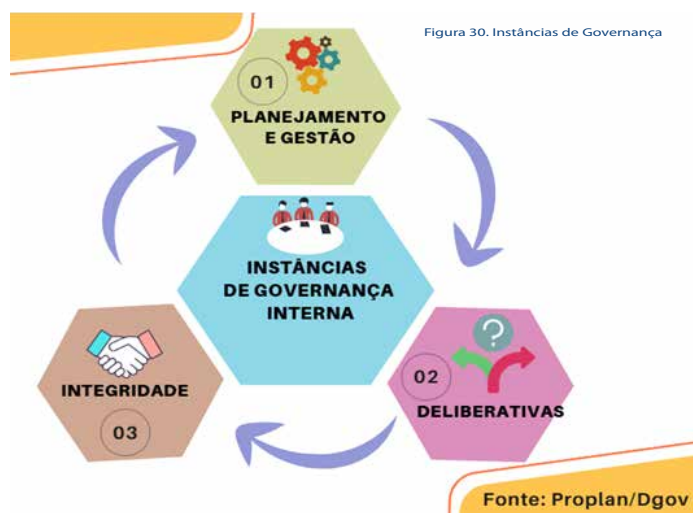 Figura 30. Instâncias de Governança
01
PLANEJAMENTO
E GESTÃO
INSTÂNCIAS
DE GOVERNANÇA
INTERNA
02
DELIBERATIVAS
INTEGRIDADE
03
Fonte: Proplan/Dgov